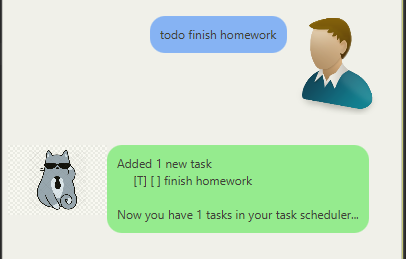 todo finish homework
Added 1 new task
[T] [ ] finish homework
Now you have 1 tasks in your task scheduler...